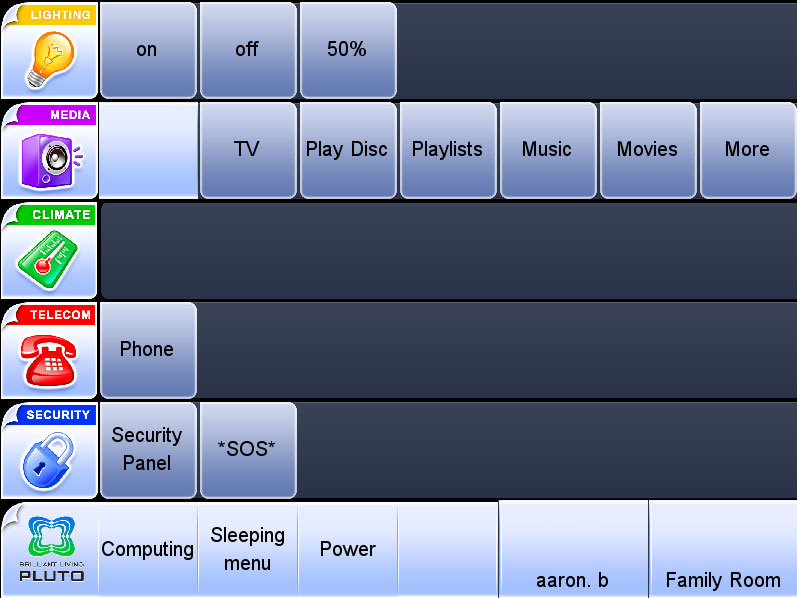 LIGHTING
on
off
50%
MEDIA
TV
Play Disc
Playlists
Music
Movies
More
CLIMATE
TELECOM
Phone
SECURITY
Security
Panel
*SOS*
BRILLIANT LIVING
PLUTO
Computing
Sleeping
menu
Power
aaron. b
Family Room